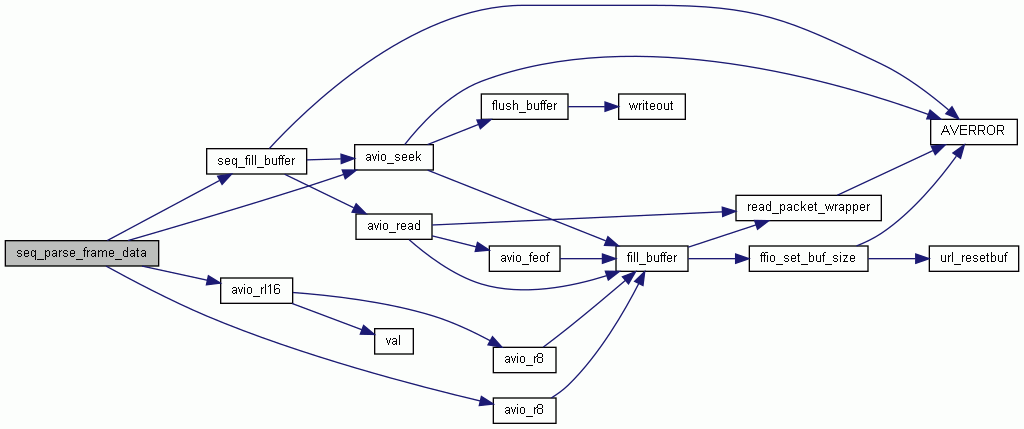 flush_buffer
writeout
AVERROR
seq_fill_buffer
avio_seek
read_packet_wrapper
avio_read
seq_parse_frame_data
avio_feof
fill_buffer
ffio_set_buf_size
url_resetbuf
avio_rl16
val
avio_r8
avio_r8